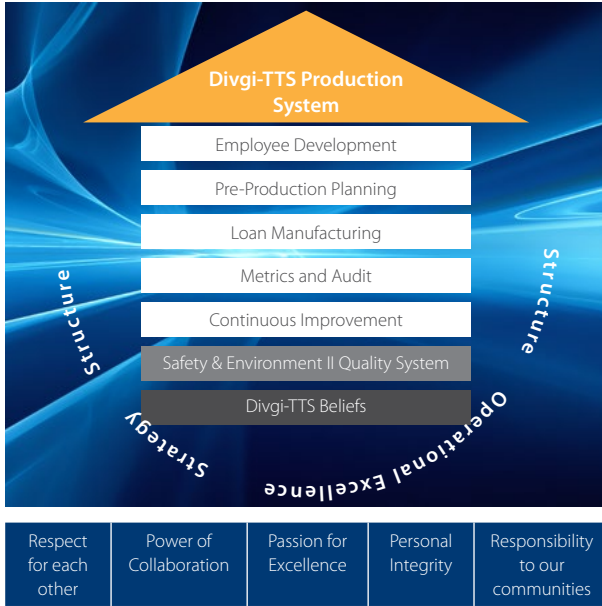 Divgi-TTS Production
System
Employee Development
Pre-Production Planning
Loan Manufacturing
Metrics and Audit
Continuous Improvement
Safety & Environment II Quality System
Divgi-TTS Beliefs
Structure
Strategy
Operational Excellence
Structure
Respect
for each
other
Power of
Collaboration
Passion for
Excellence
Personal
Integrity
Responsibility
to our
communities